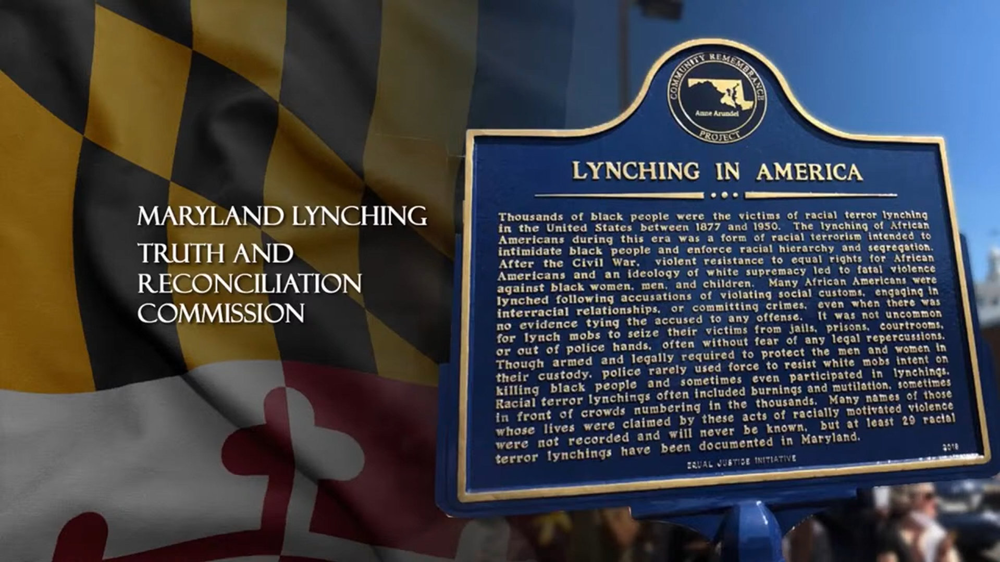 MARYLAND LYNCHING
TRUTH AND
RECONCILIATION
COMMISSION
COMMUNITY REMEMBRANCE
Anne Arundel
PROJECT
LYNCHING IN AMERICA
Thousands of black people were the victims of racial terror lynching
in the United States between 1877 and 1950. The lynching of African
Americans during this era was a form of racial terrorism intended to
intimidate black people and enforce racial hierarchy and segregation.
After the Civil War, violent resistance to equal rights for African
Americans and an ideology of white supremacy led to fatal violence
against black women, men, and children. Many African Americans were
lynched following accusations of violating social customs, engaging in
interracial relationships, or committing crimes, even when there was
no evidence tying the accused to any offense. It was not uncommon
for lynch mobs to seize their victims from jails, prisons, courtrooms,
or out of police hands, often without fear of any legal repercussions.
Though armed and legally required to protect the men and women in
their custody, police rarely used force to resist white mobs intent on
killing black people and sometimes even participated in lynchings.
Racial terror lynchings often included burnings and mutilation, sometimes
in front of crowds numbering in the thousands. Many names of those
whose lives were claimed by these acts of racially motivated violence
were not recorded and will never be known, but at least 29 racial
terror lynchings have been documented in Maryland.
2018
EQUAL JUSTICE INITIATIVE